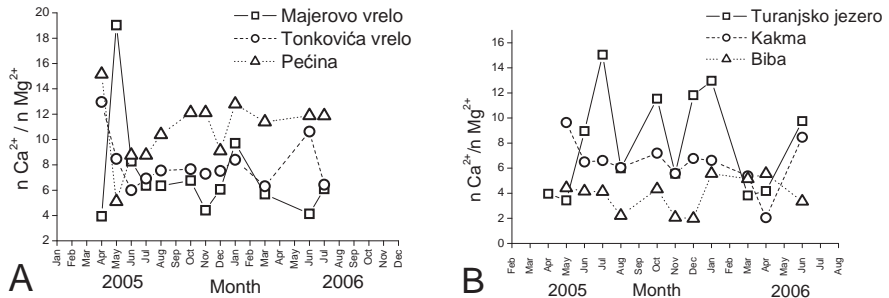 Majerovo vrelo
Tonkovića vrelo
Pećina
n Ca2+ / n Mg2+
20
18
16
14
12
10
8
6
4
2
Jan Feb Mar Apr May Jun Jul Aug Sep Oct Nov Dec Jan Feb Mar Apr May Jun Jul Aug Sep Oct Nov Dec
2005 Month 2006
A
Turanjsko jezero
Kakma
Biba
n Ca2+/n Mg2+
16
14
12
10
8
6
4
2
0
Feb Mar Apr May Jun Jul Aug Sep Oct Nov Dec Jan Feb Mar Apr May Jun Jul Aug
2005 Month 2006
B